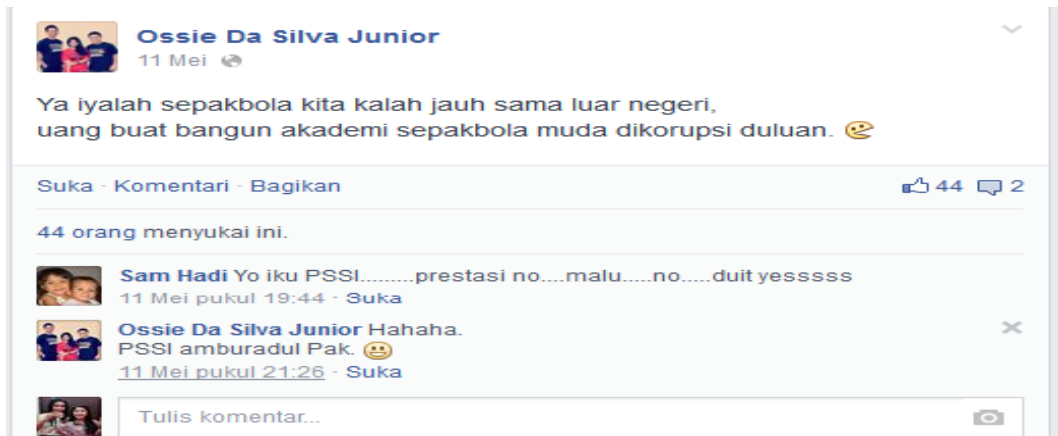 Ossie Da Silva Junior
11 Mei
Ya iyalah sepakbola kita kalah jauh sama luar negeri,
uang buat bangun akademi sepakbola muda dikorupsi duluan.
Suka · Komentari · Bagikan 44 2
44 orang menyukai ini.
Sam Hadi Yo iku PSSI.........prestasi no....malu.....no.....duit yesssss
11 Mei pukul 19:44 · Suka
Ossie Da Silva Junior Hahaha.
PSSI amburadul Pak.
11 Mei pukul 21:26 · Suka
Tulis komentar...